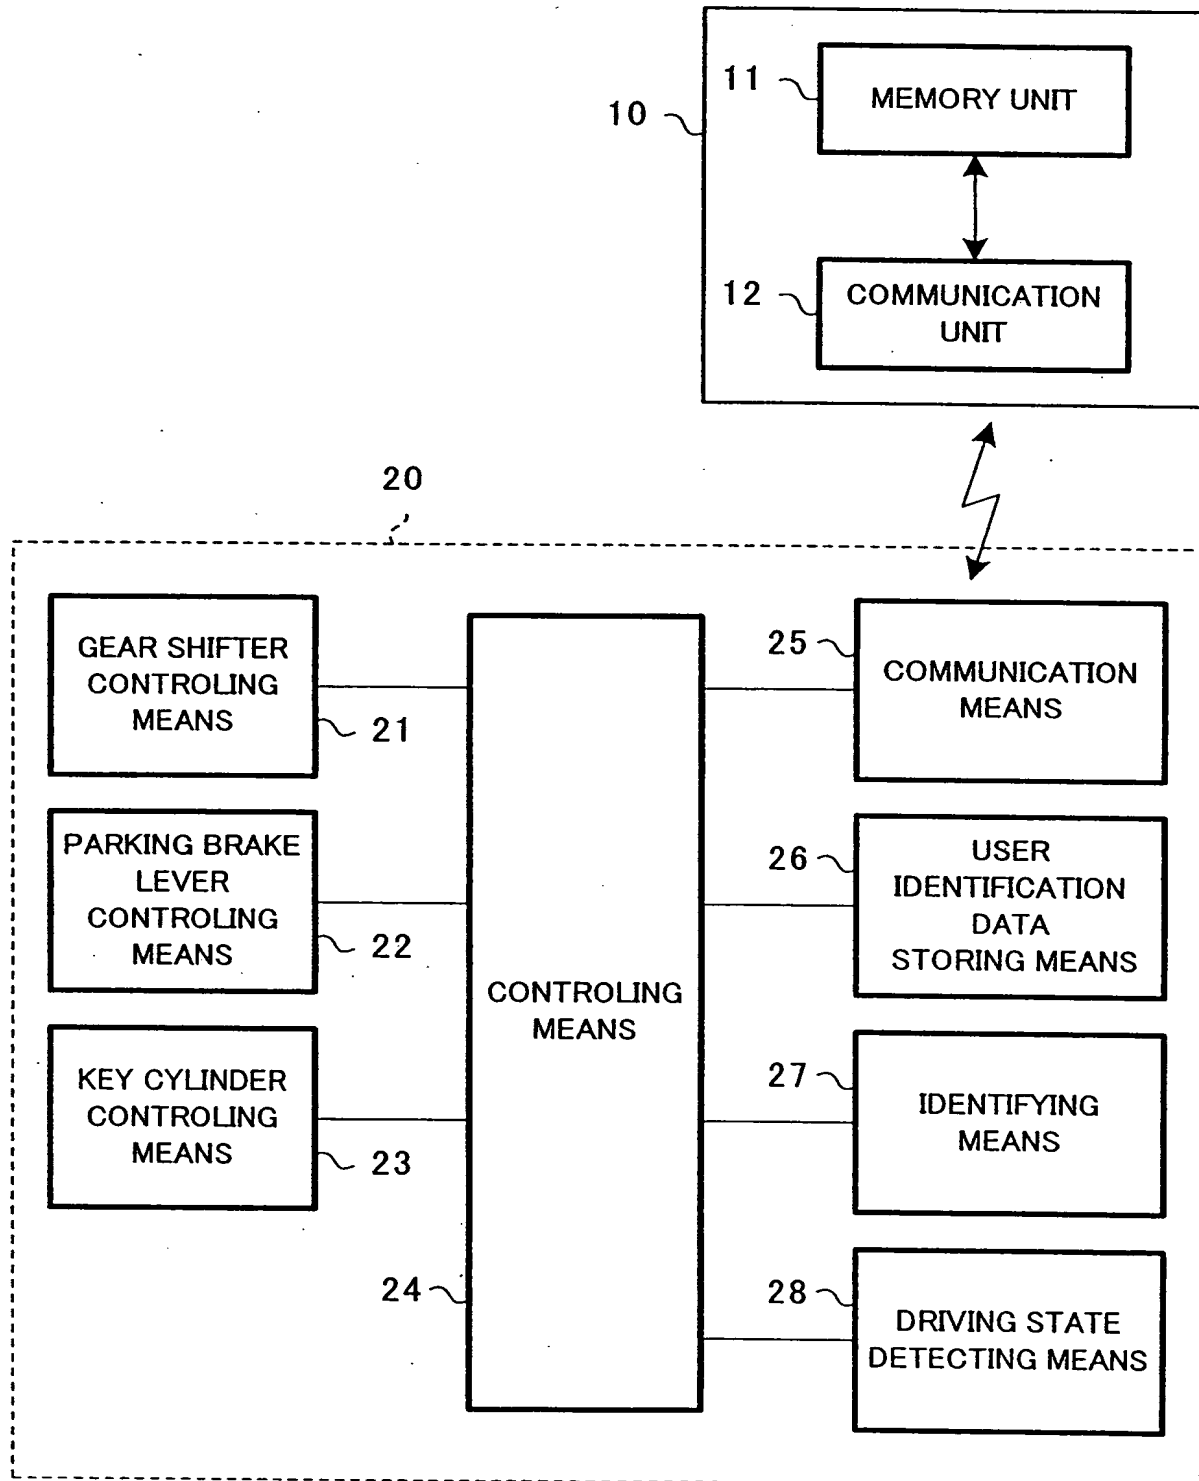 11
MEMORY UNIT
10
12
COMMUNICATION
UNIT
20
GEAR SHIFTER
CONTROLING
MEANS
21
PARKING BRAKE
LEVER
CONTROLING
MEANS
22
KEY CYLINDER
CONTROLING
MEANS
23
CONTROLING
MEANS
24
25
COMMUNICATION
MEANS
26
USER
IDENTIFICATION
DATA
STORING MEANS
27
IDENTIFYING
MEANS
28
DRIVING STATE
DETECTING MEANS